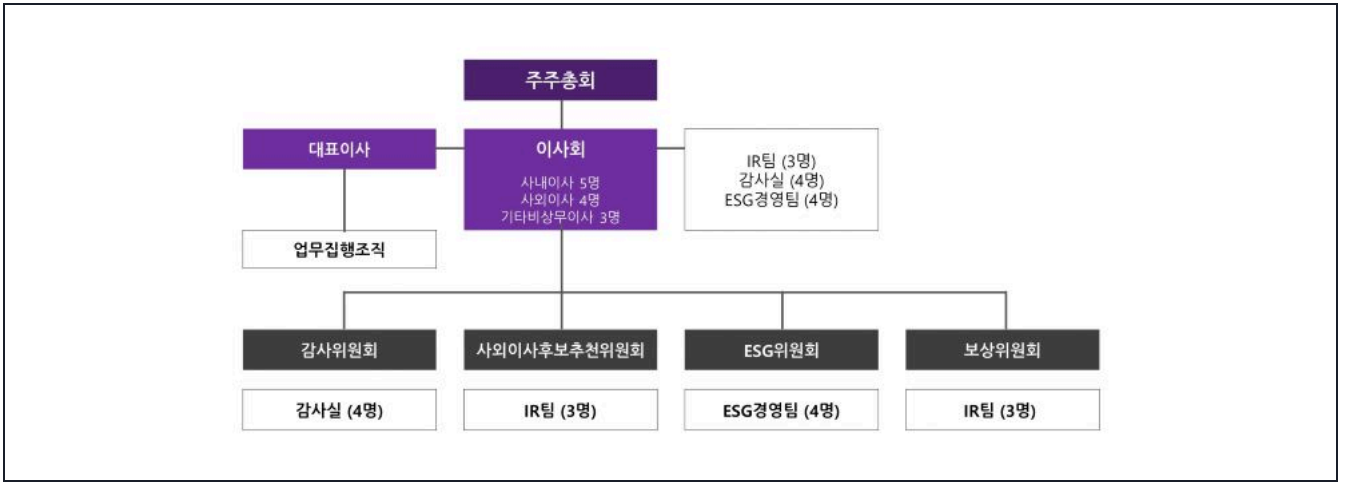 주주총회
대표이사
이사회
사내이사 5명
사외이사 4명
기타비상무이사 3명
IR팀 (3명)
감사실 (4명)
ESG경영팀 (4명)
업무집행조직
감사위원회
사외이사후보추천위원회
ESG위원회
보상위원회
감사실 (4명)
IR팀 (3명)
ESG경영팀 (4명)
IR팀 (3명)